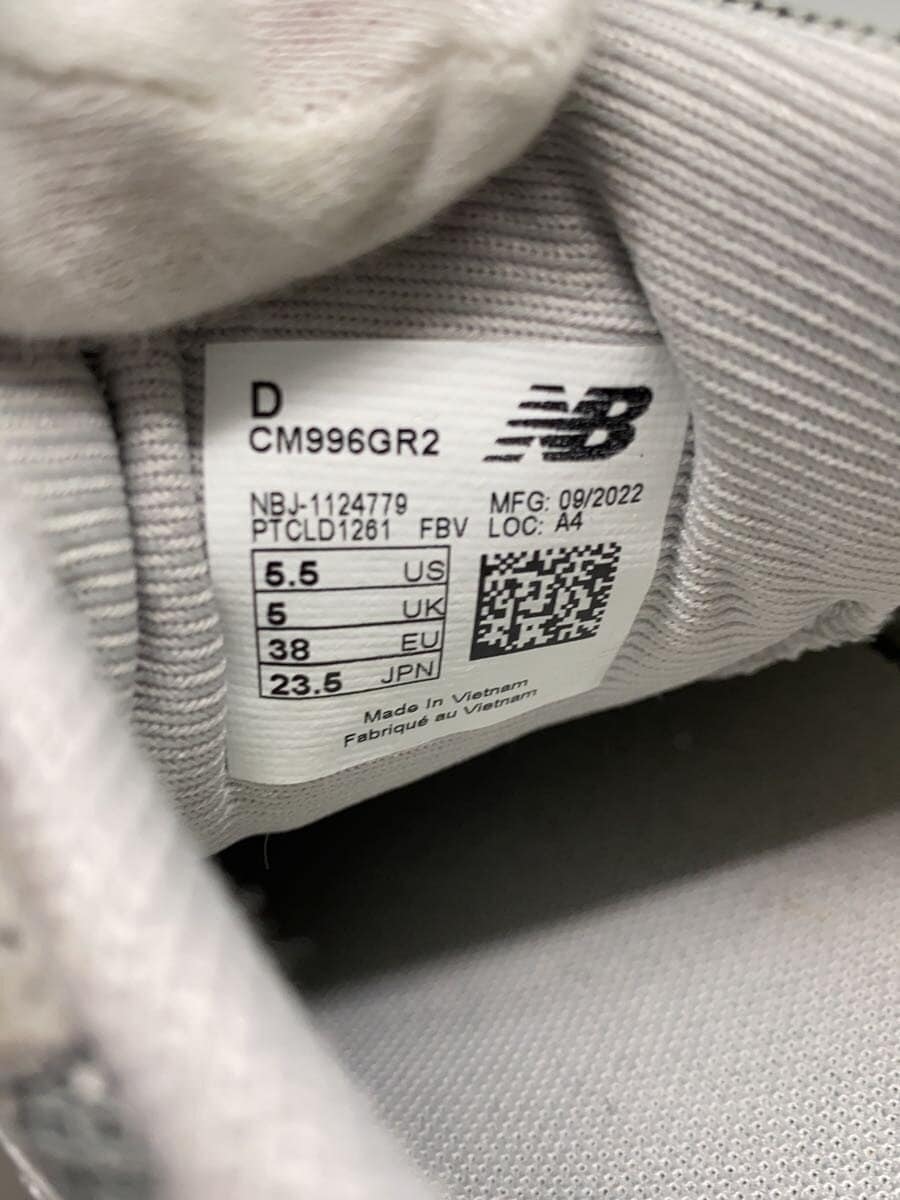 D
CM996GR2
NB
NBJ-1124779 MFG: 09/2022
PTCLD1261 FBV LOC: A4
5.5 US
5 UK
38 EU
23.5 JPN
Made In Vietnam
Fabriqué au Vietnam